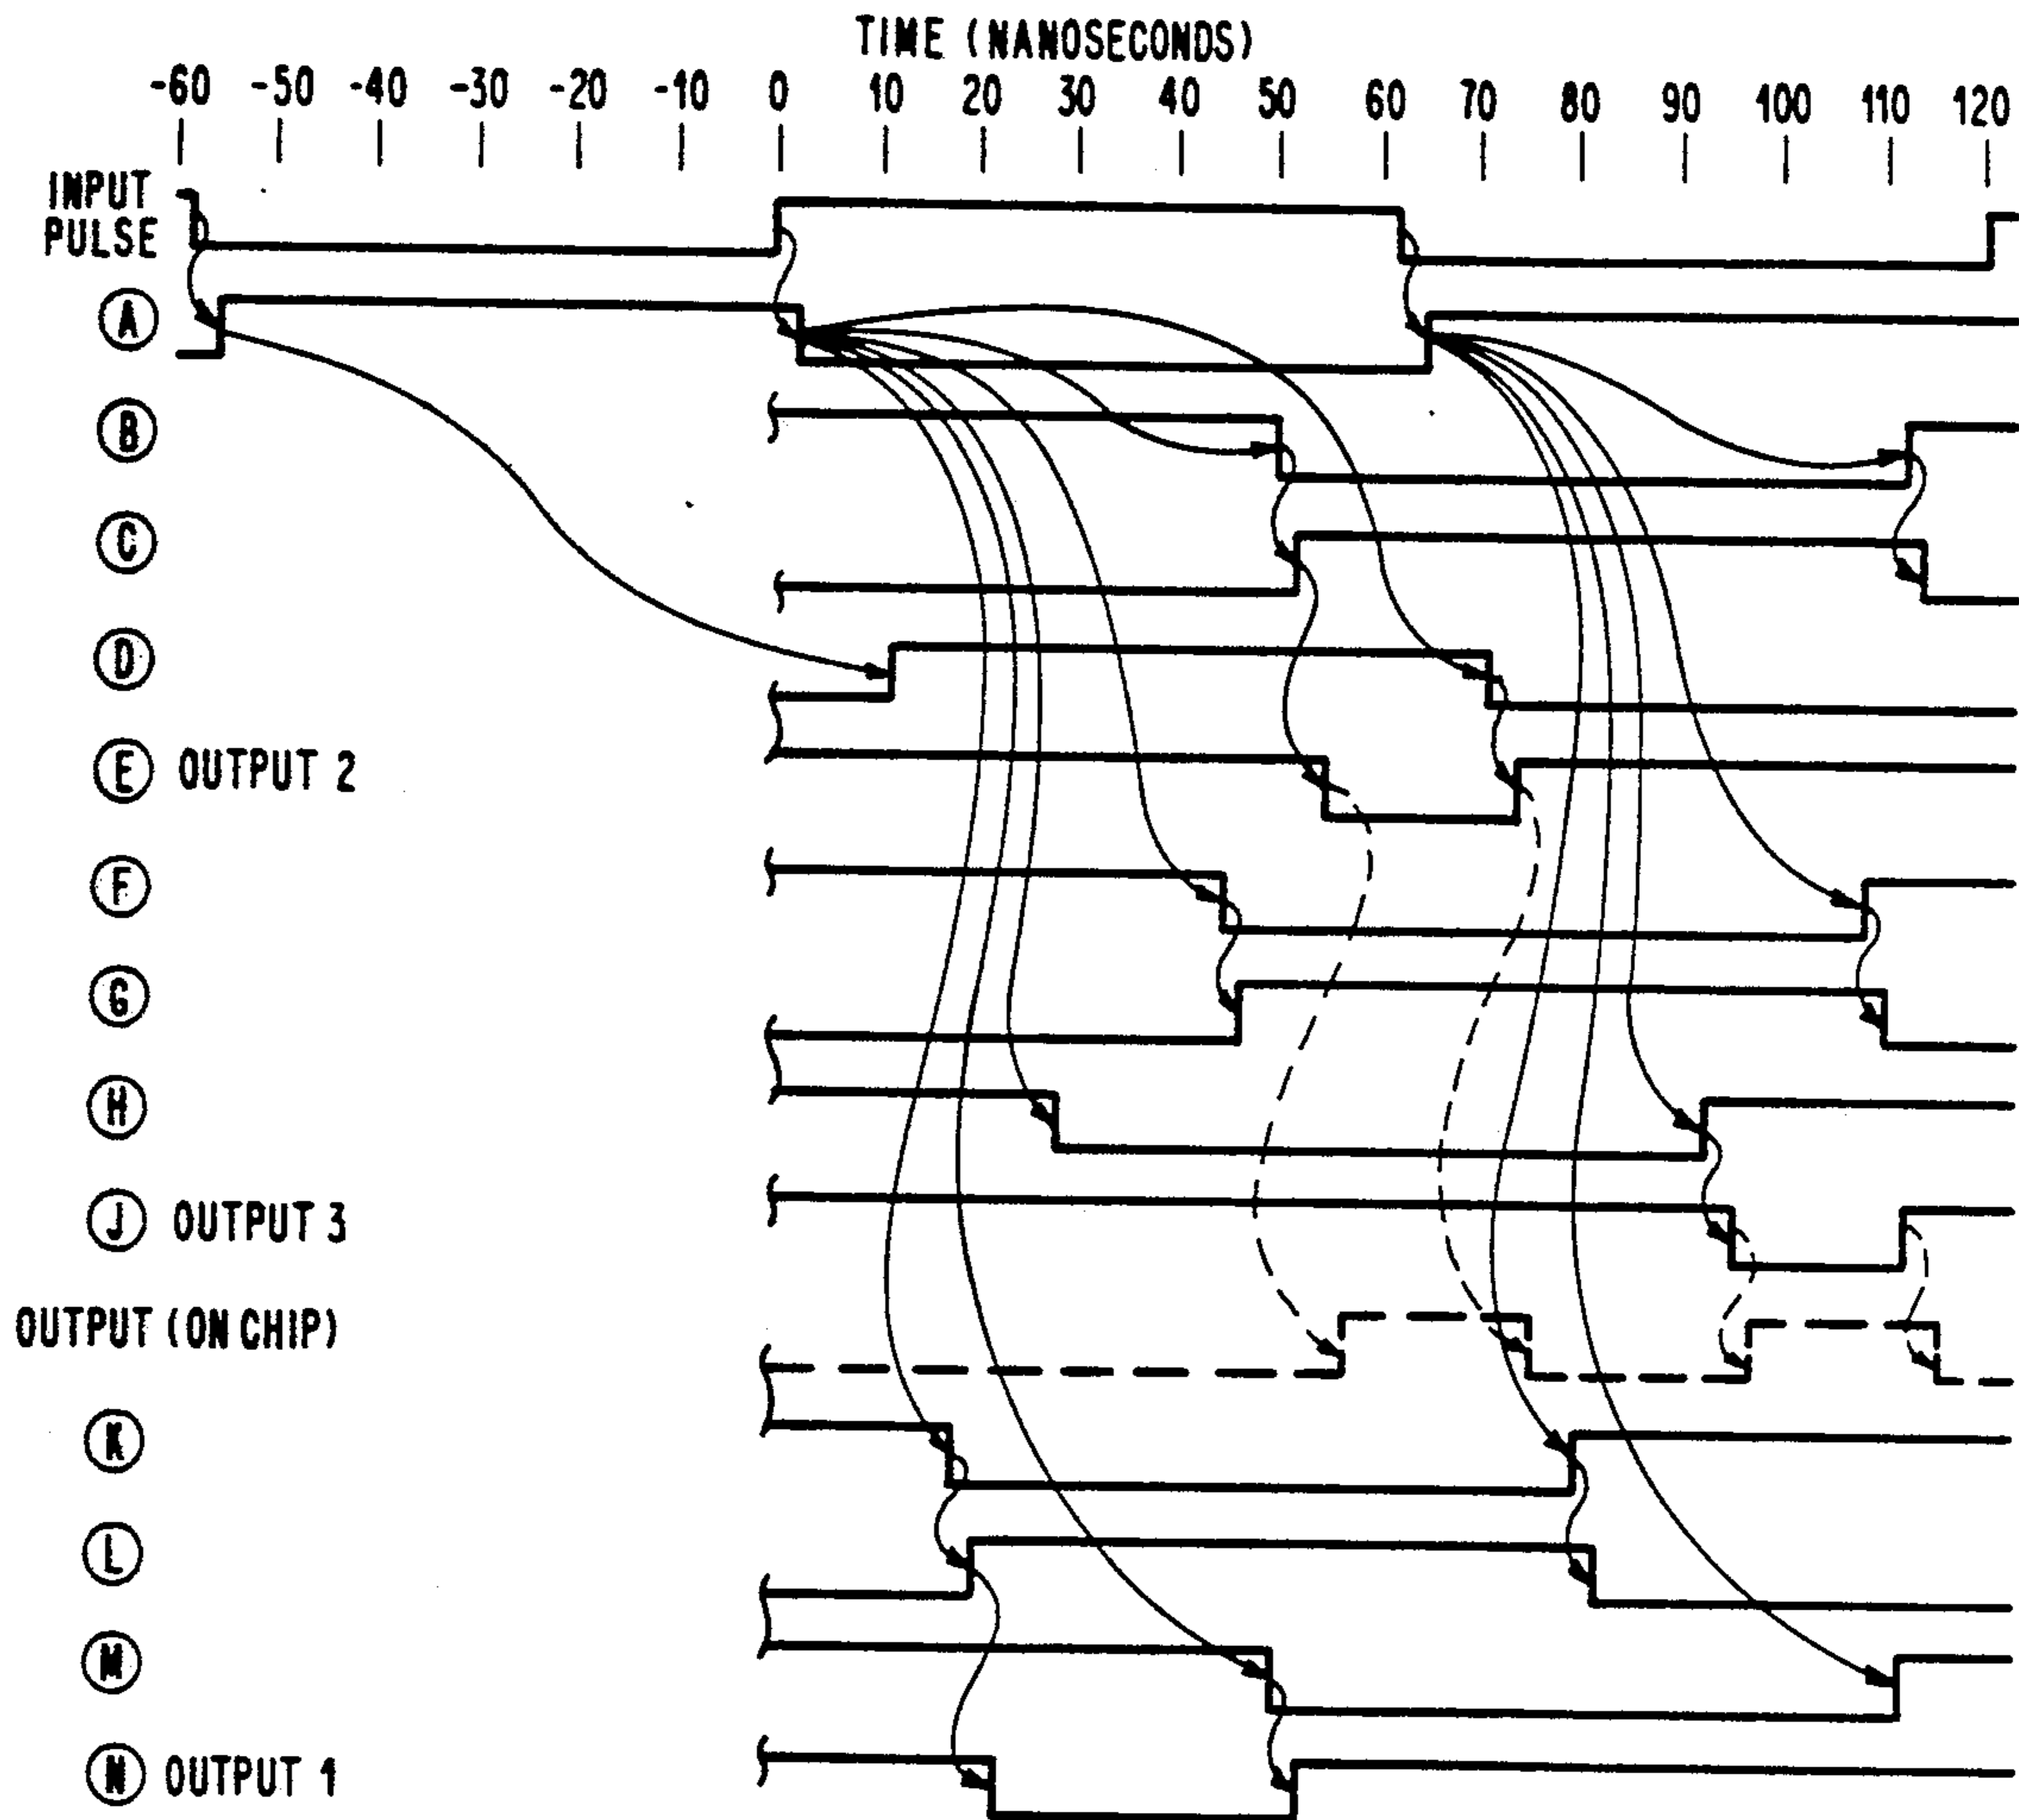 TIME (NANOSECONDS)
-60 -50 -40 -30 -20 -10 0 10 20 30 40 50 60 70 80 90 100 110 120
INPUT
PULSE
A
B
C
D
E OUTPUT 2
F
G
H
J OUTPUT 3
OUTPUT (ON CHIP)
K
L
M
N OUTPUT 1